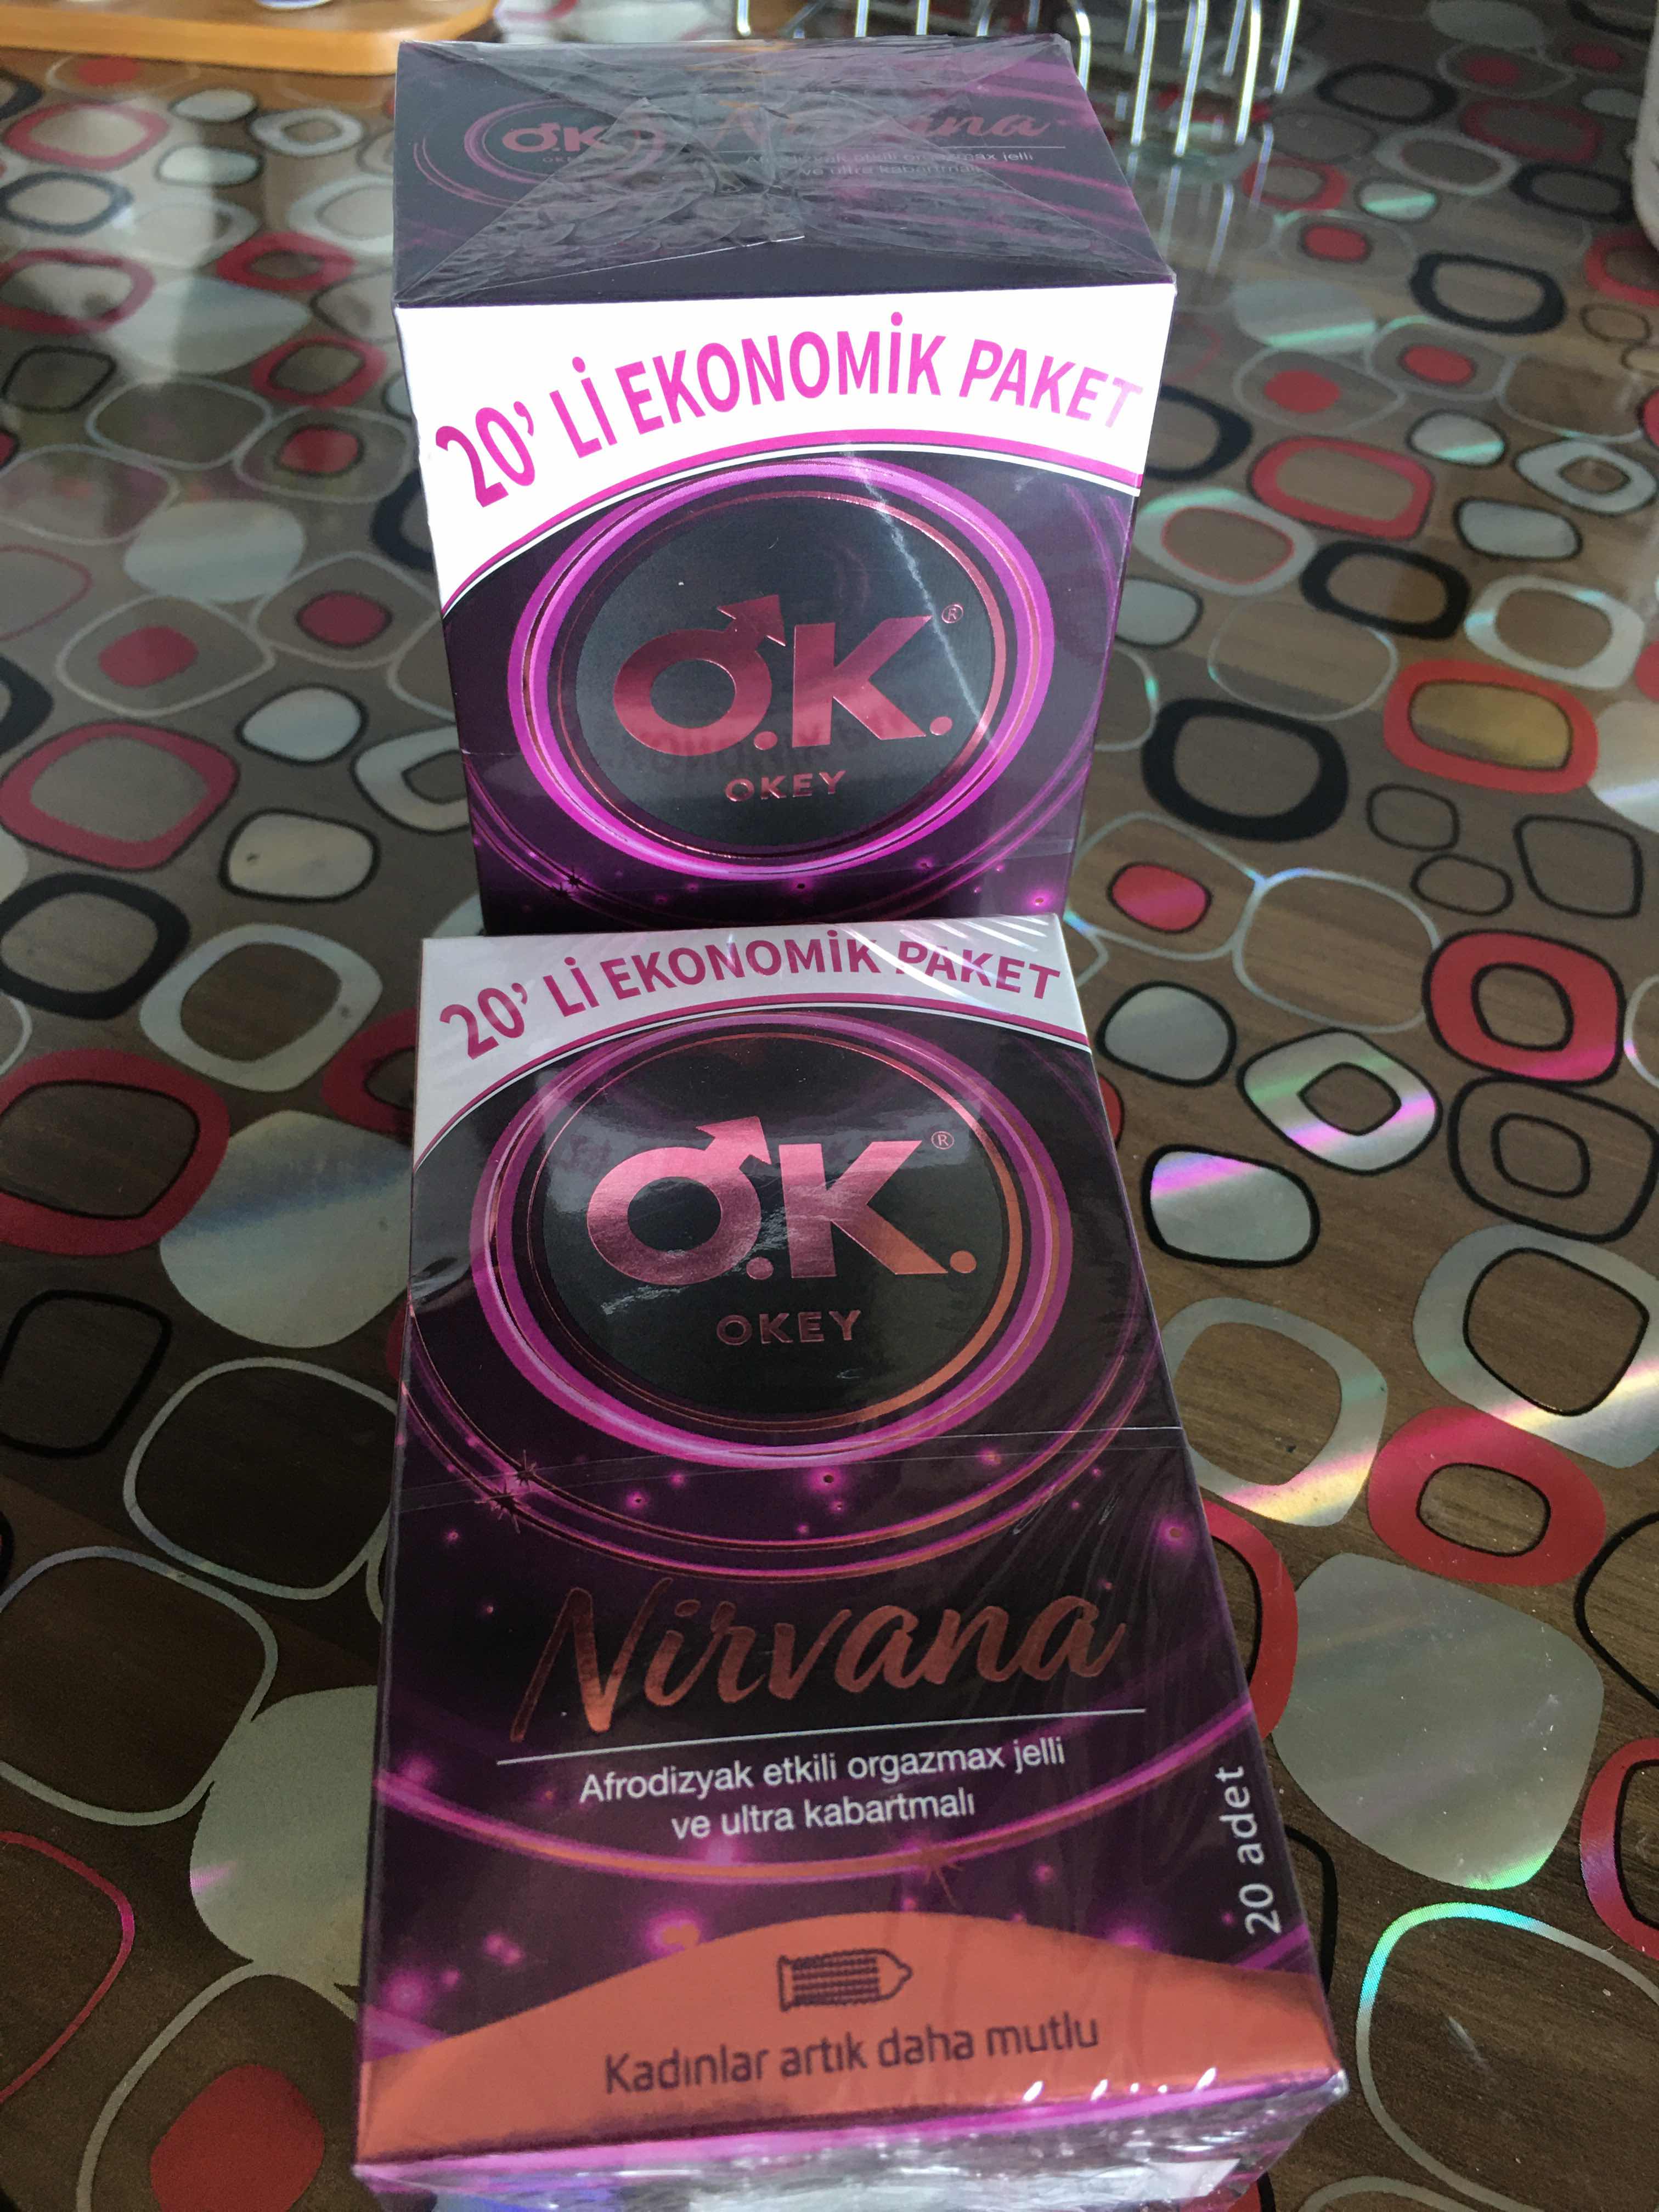 O.K.
Nirvana
20' Lİ EKONOMİK PAKET
O.K.®
OKEY
20' Lİ EKONOMİK PAKET
O.K.®
OKEY
Nirvana
Afrodizyak etkili orgazmax jelli
ve ultra kabartmalı
20 adet
Kadınlar artık daha mutlu